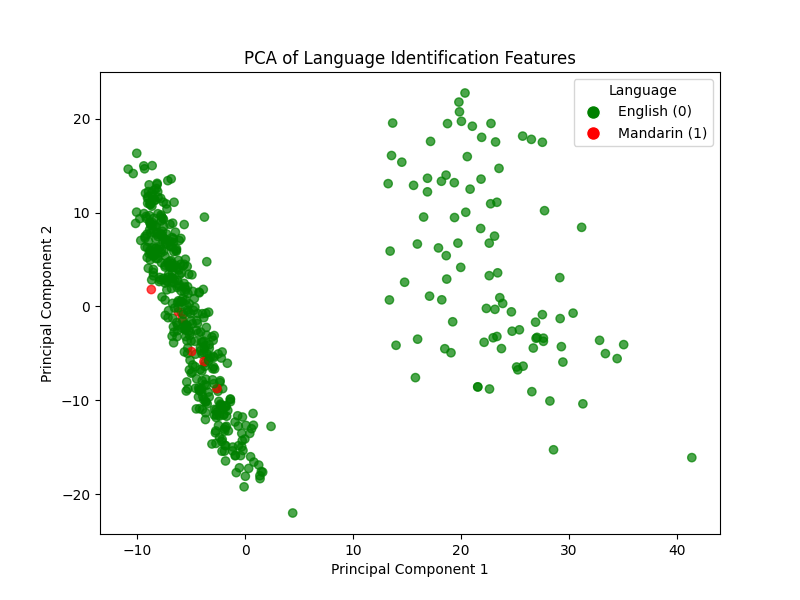 PCA of Language Identification Features
Language
English (0)
Mandarin (1)
Principal Component 2
20
10
0
−10
−20
−10
0
10
20
30
40
Principal Component 1